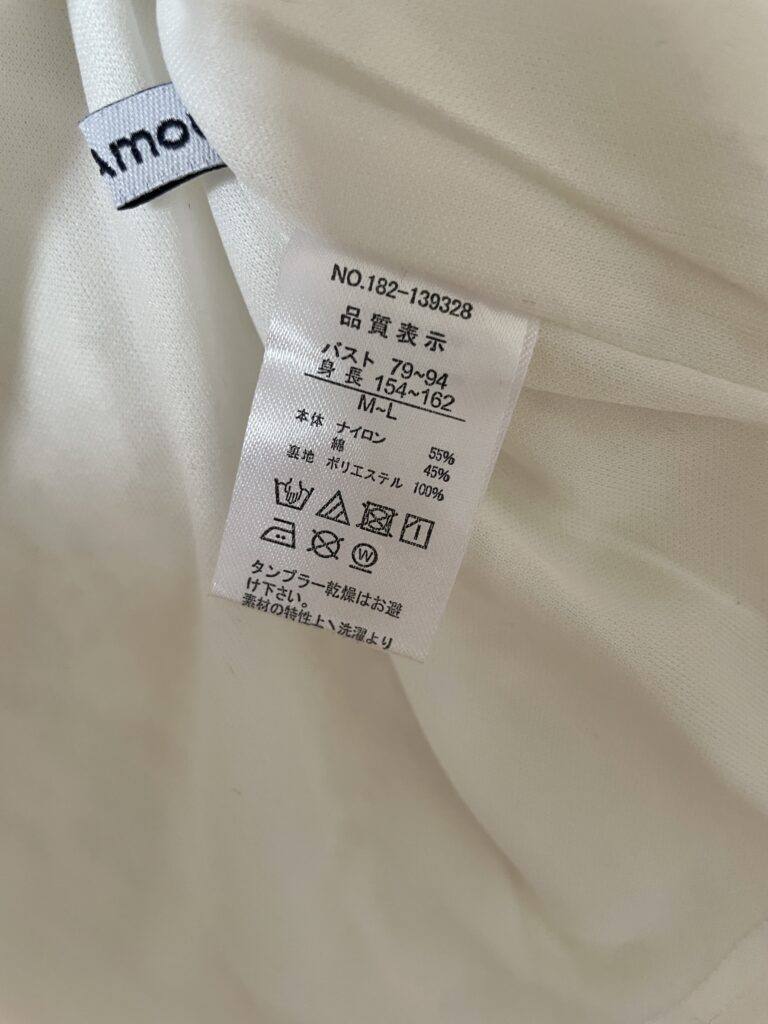 Amo
NO.182-139328
品質表示
バスト 79~94
身長 154~162
M~L
本体 ナイロン 55%
綿 45%
裏地 ポリエステル 100%
W
タンブラー乾燥はお避
け下さい。
素材の特性上、洗濯より